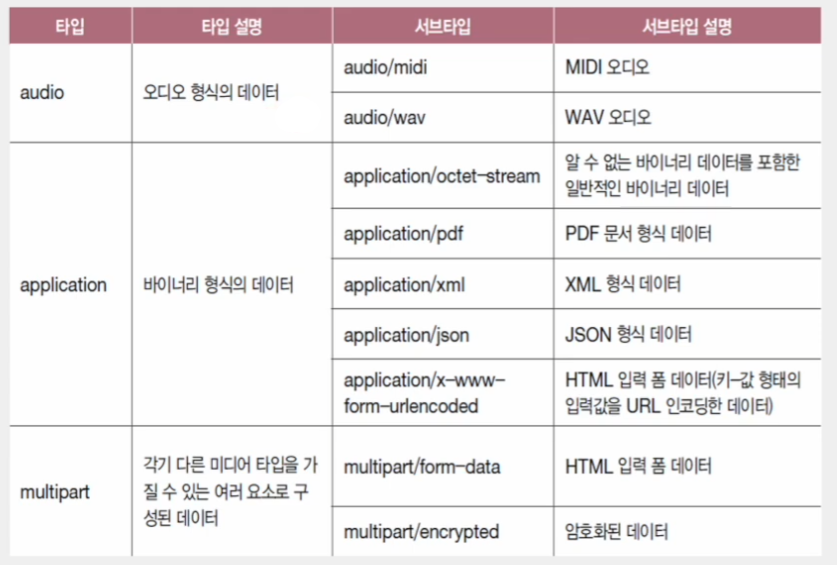 타입 타입 설명 서브타입 서브타입 설명
audio 오디오 형식의 데이터 audio/midi MIDI 오디오
audio/wav WAV 오디오
application 바이너리 형식의 데이터 application/octet-stream 알 수 없는 바이너리 데이터를 포함한
일반적인 바이너리 데이터
application/pdf PDF 문서 형식 데이터
application/xml XML 형식 데이터
application/json JSON 형식 데이터
application/x-www-
form-urlencoded HTML 입력 폼 데이터(키-값 형태의
입력값을 URL 인코딩한 데이터)
multipart 각기 다른 미디어 타입을 가
질 수 있는 여러 요소로 구
성된 데이터 multipart/form-data HTML 입력 폼 데이터
multipart/encrypted 암호화된 데이터